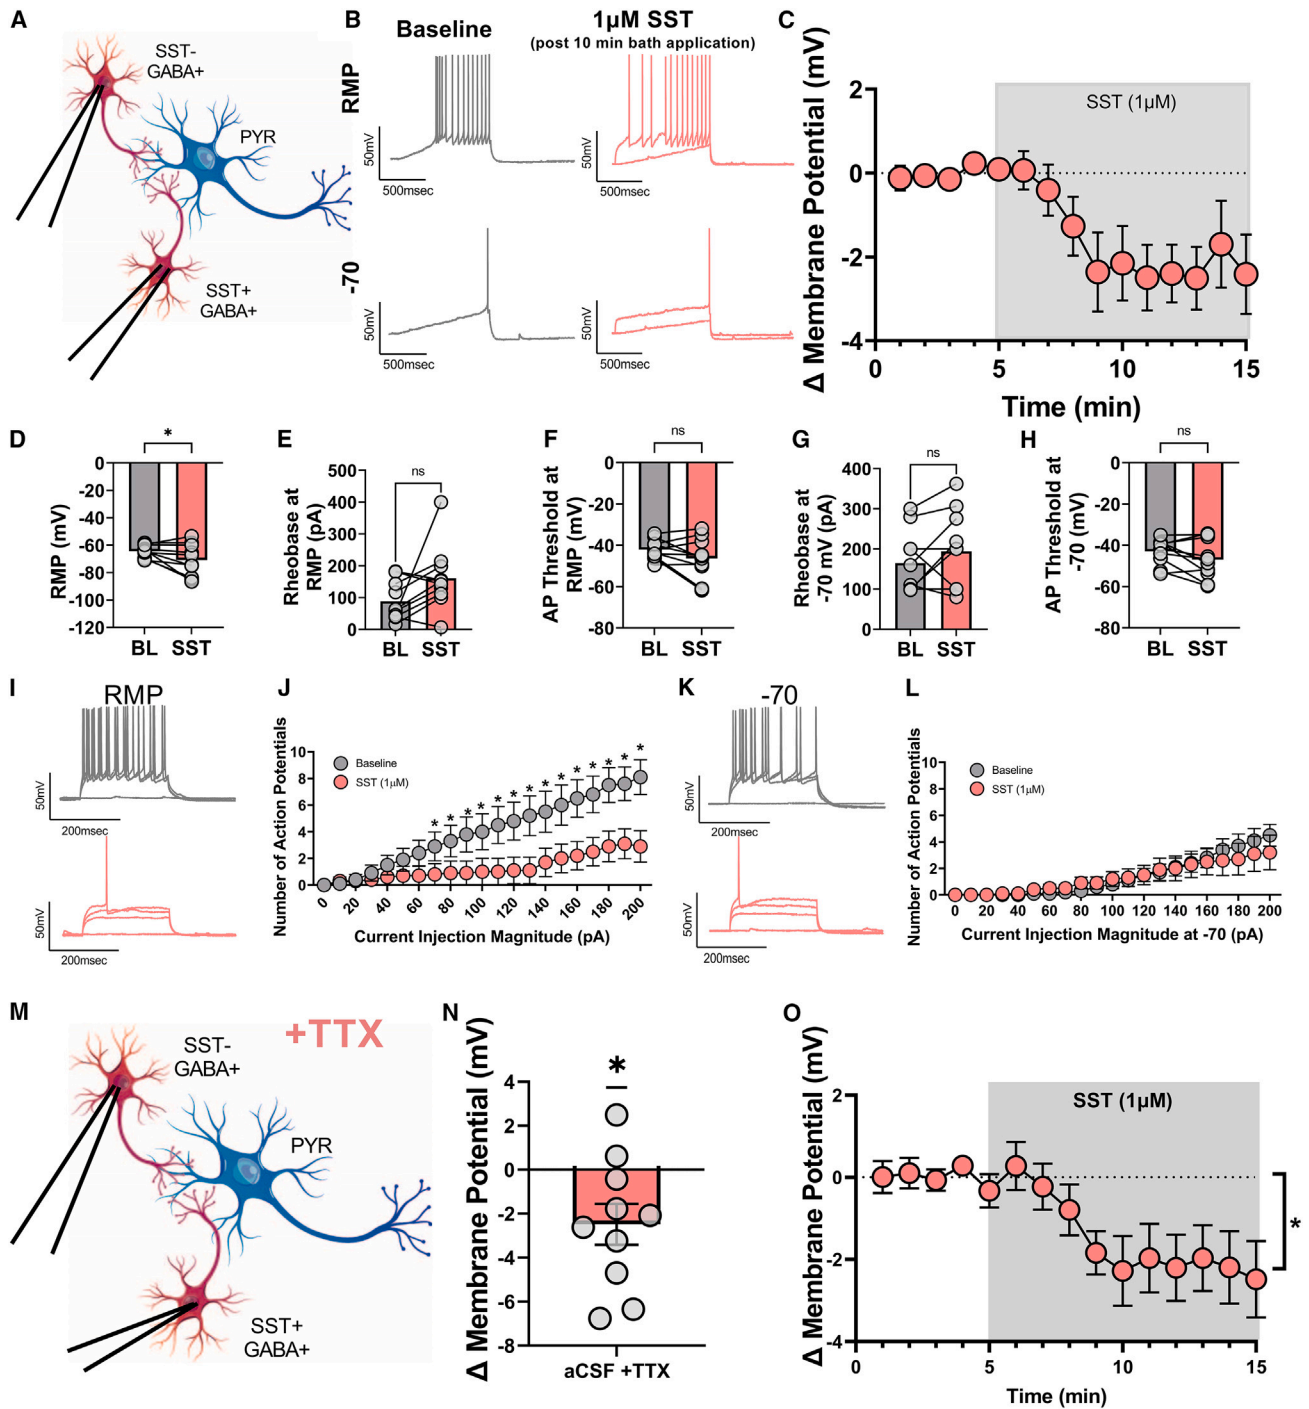 A
SST-
GABA+
PYR
SST+
GABA+
B
Baseline
1µM SST
(post 10 min bath application)
RMP
50mV
500msec
50mV
500msec
-70
50mV
500msec
50mV
500msec
C
Δ Membrane Potential (mV)
SST (1µM)
2
0
-2
-4
0 5 10 15
Time (min)
D
*
RMP (mV)
0
-20
-40
-60
-80
-100
-120
BL SST
E
ns
Rheobase at
RMP (pA)
500
400
300
200
100
0
BL SST
F
ns
AP Threshold at
RMP (mV)
0
-20
-40
-60
-80
BL SST
G
ns
Rheobase at
-70 mV (pA)
400
300
200
100
0
BL SST
H
ns
AP Threshold at
-70 (mV)
0
-20
-40
-60
-80
BL SST
I
RMP
50mV
200msec
50mV
200msec
J
Number of Action Potentials
10
8
6
4
2
0
Baseline
SST (1µM)
* * * * * * * * * * * * * *
0 20 40 60 80 100 120 140 160 180 200
Current Injection Magnitude (pA)
K
-70
50mV
200msec
50mV
200msec
L
Number of Action Potentials
10
8
6
4
2
0
Baseline
SST (1µM)
0 20 40 60 80 100 120 140 160 180 200
Current Injection Magnitude at -70 (pA)
M
+TTX
SST-
GABA+
PYR
SST+
GABA+
N
Δ Membrane Potential (mV)
*
4
2
0
-2
-4
-6
-8
aCSF +TTX
O
Δ Membrane Potential (mV)
SST (1µM)
2
0
-2
-4
*
0 5 10 15
Time (min)